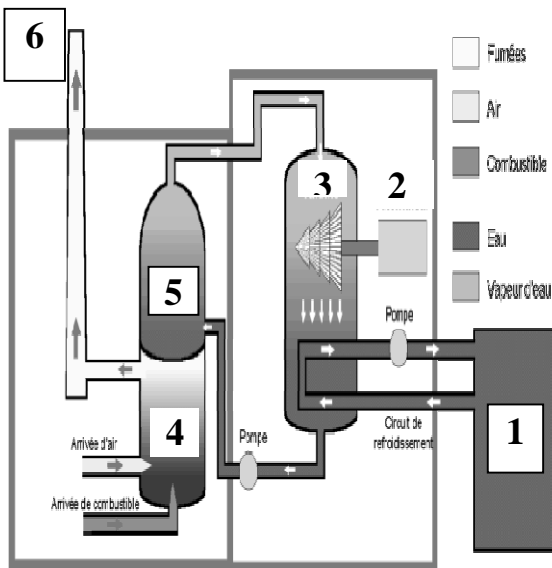 6
Fumées
Air
Combustible
Eau
Vapeur d'eau
3
2
5
Pompe
4
1
Arrivée d'air
Pompe
Circuit de
refoidissement
Arrivée de combustible